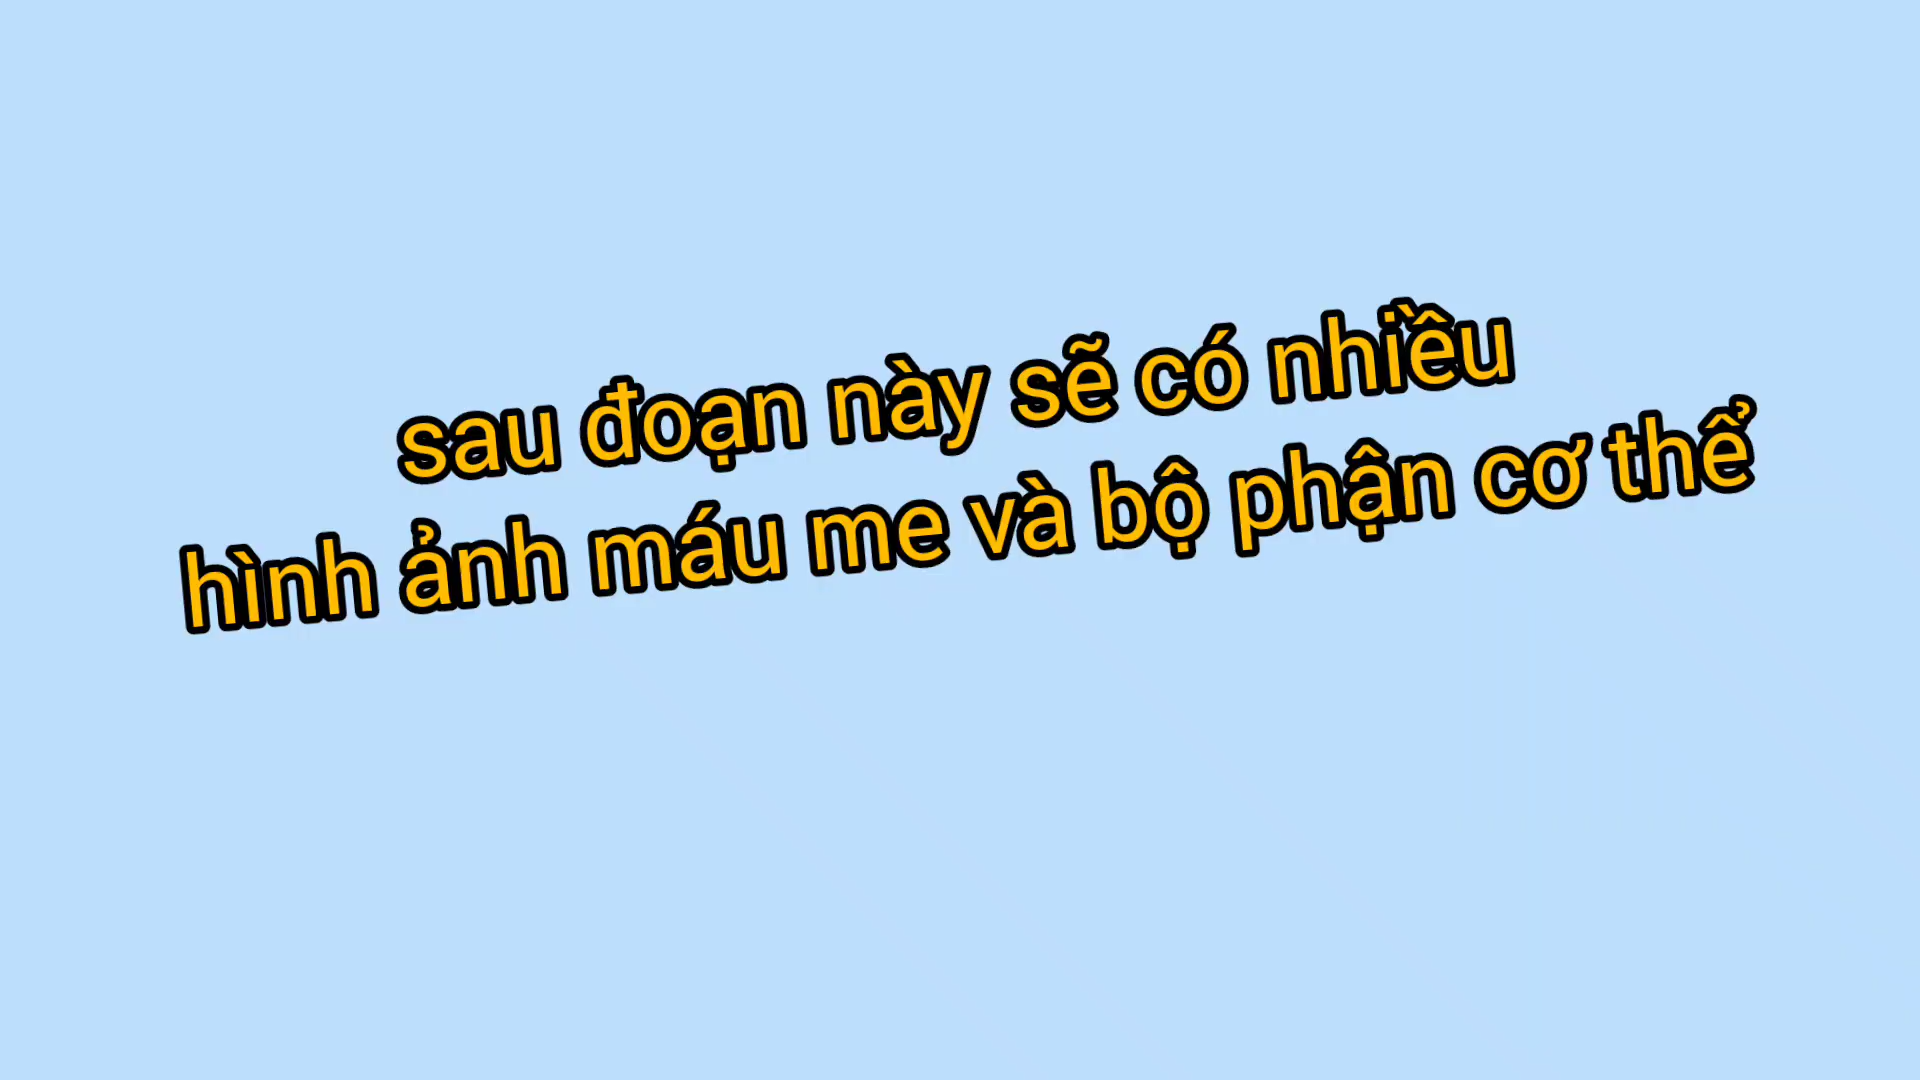 sau đoạn này sẽ có nhiều
hình ảnh máu me và bộ phận cơ thể